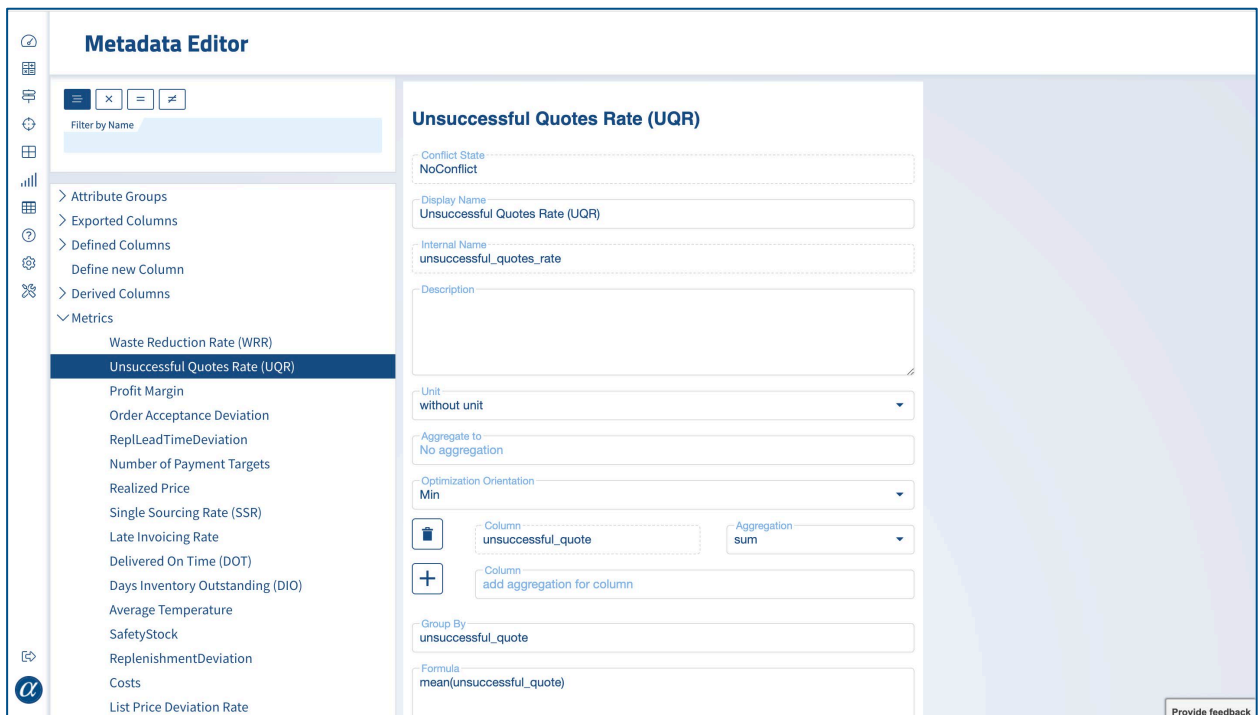 Metadata Editor
Filter by Name
Attribute Groups
Exported Columns
Defined Columns
Define new Column
Derived Columns
Metrics
Waste Reduction Rate (WRR)
Unsuccessful Quotes Rate (UQR)
Profit Margin
Order Acceptance Deviation
ReplLeadTimeDeviation
Number of Payment Targets
Realized Price
Single Sourcing Rate (SSR)
Late Invoicing Rate
Delivered On Time (DOT)
Days Inventory Outstanding (DIO)
Average Temperature
SafetyStock
ReplenishmentDeviation
Costs
List Price Deviation Rate
α
Unsuccessful Quotes Rate (UQR)
Conflict State
NoConflict
Display Name
Unsuccessful Quotes Rate (UQR)
Internal Name
unsuccessful_quotes_rate
Description
Unit
without unit
Aggregate to
No aggregation
Optimization Orientation
Min
Column
unsuccessful_quote
Aggregation
sum
Column
add aggregation for column
Group By
unsuccessful_quote
Formula
mean(unsuccessful_quote)
Provide feedback